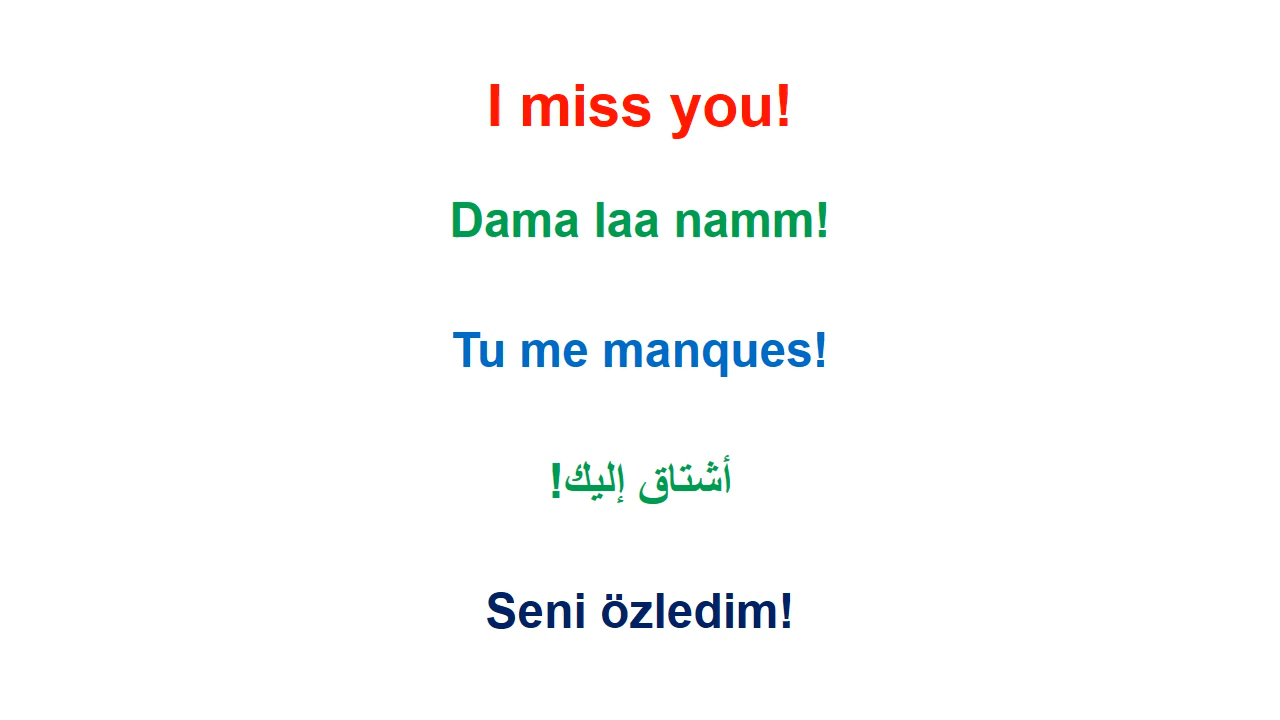 I miss you!
Dama laa namm!
Tu me manques!
أشتاق إليك!
Seni özledim!